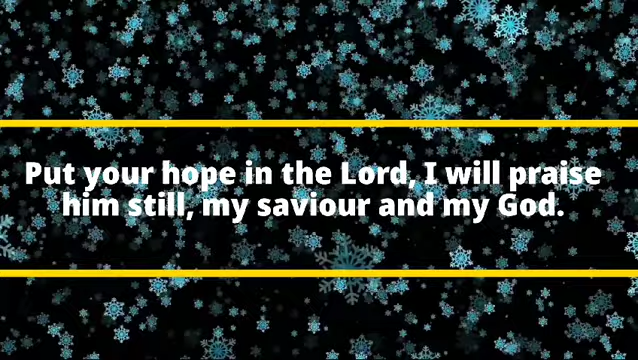 Put your hope in the Lord, I will praise
him still, my saviour and my God.